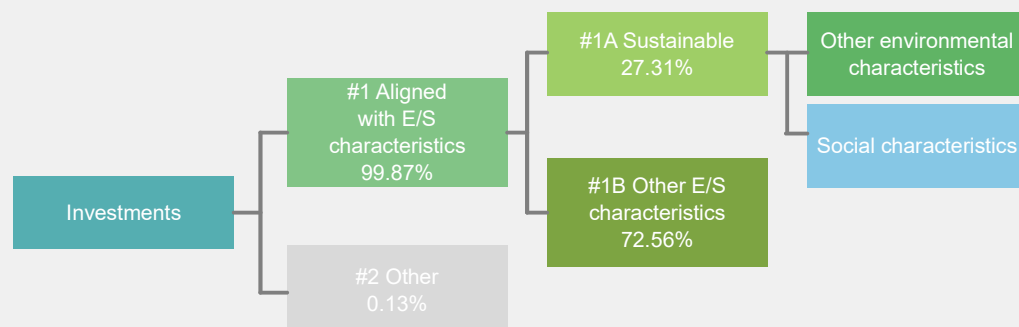 Investments
#1 Aligned
with E/S
characteristics
99.87%
#2 Other
0.13%
#1A Sustainable
27.31%
#1B Other E/S
characteristics
72.56%
Other environmental
characteristics
Social characteristics